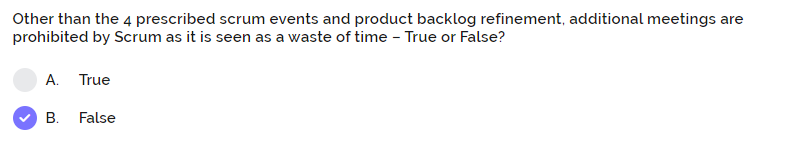 Other than the 4 prescribed scrum events and product backlog refinement, additional meetings are
prohibited by Scrum as it is seen as a waste of time – True or False?
A. True
B. False